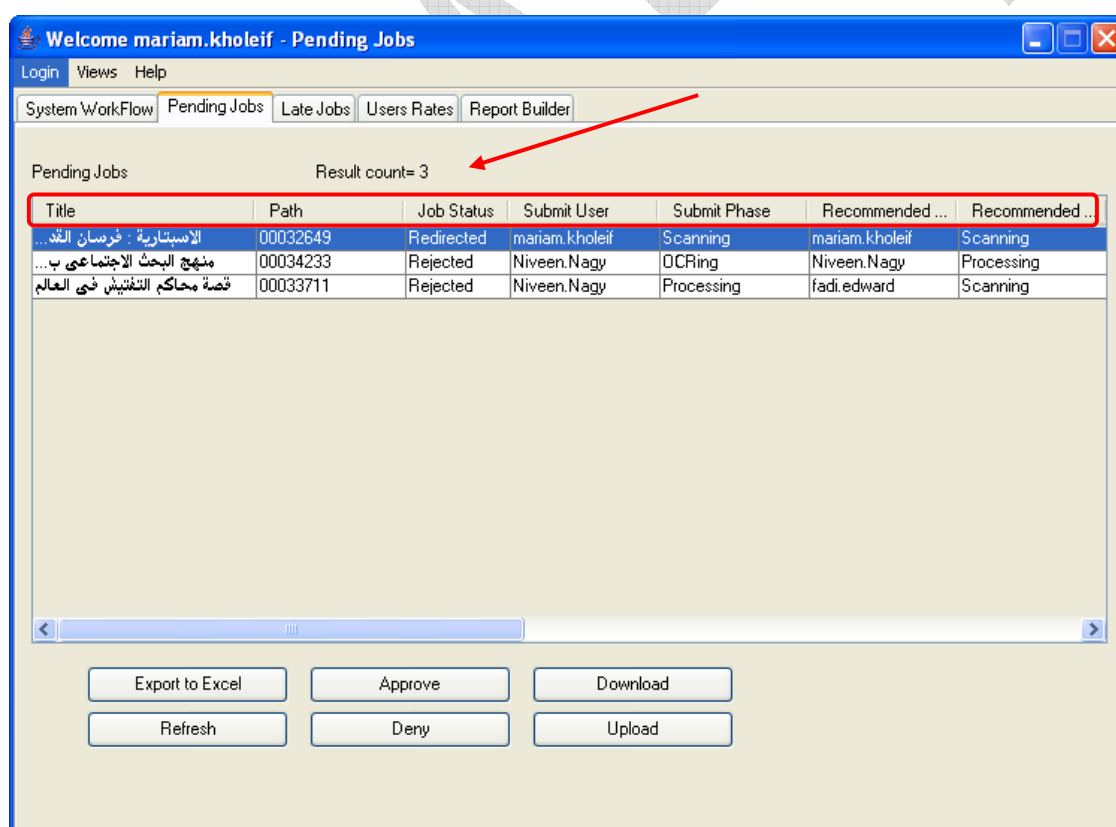 Welcome mariam.kholeif - Pending Jobs
Login Views Help
System WorkFlow Pending Jobs Late Jobs Users Rates Report Builder
Pending Jobs Result count= 3
Title Path Job Status Submit User Submit Phase Recommended ... Recommended ...
الاسبتارية : فرسان القد... 00032649 Redirected mariam.kholeif Scanning mariam.kholeif Scanning
منهج البحث الاجتماعى ب... 00034233 Rejected Niveen.Nagy OCRing Niveen.Nagy Processing
قصة محاكم التفتيش فى العالم 00033711 Rejected Niveen.Nagy Processing fadi.edward Scanning
Export to Excel Approve Download
Refresh Deny Upload